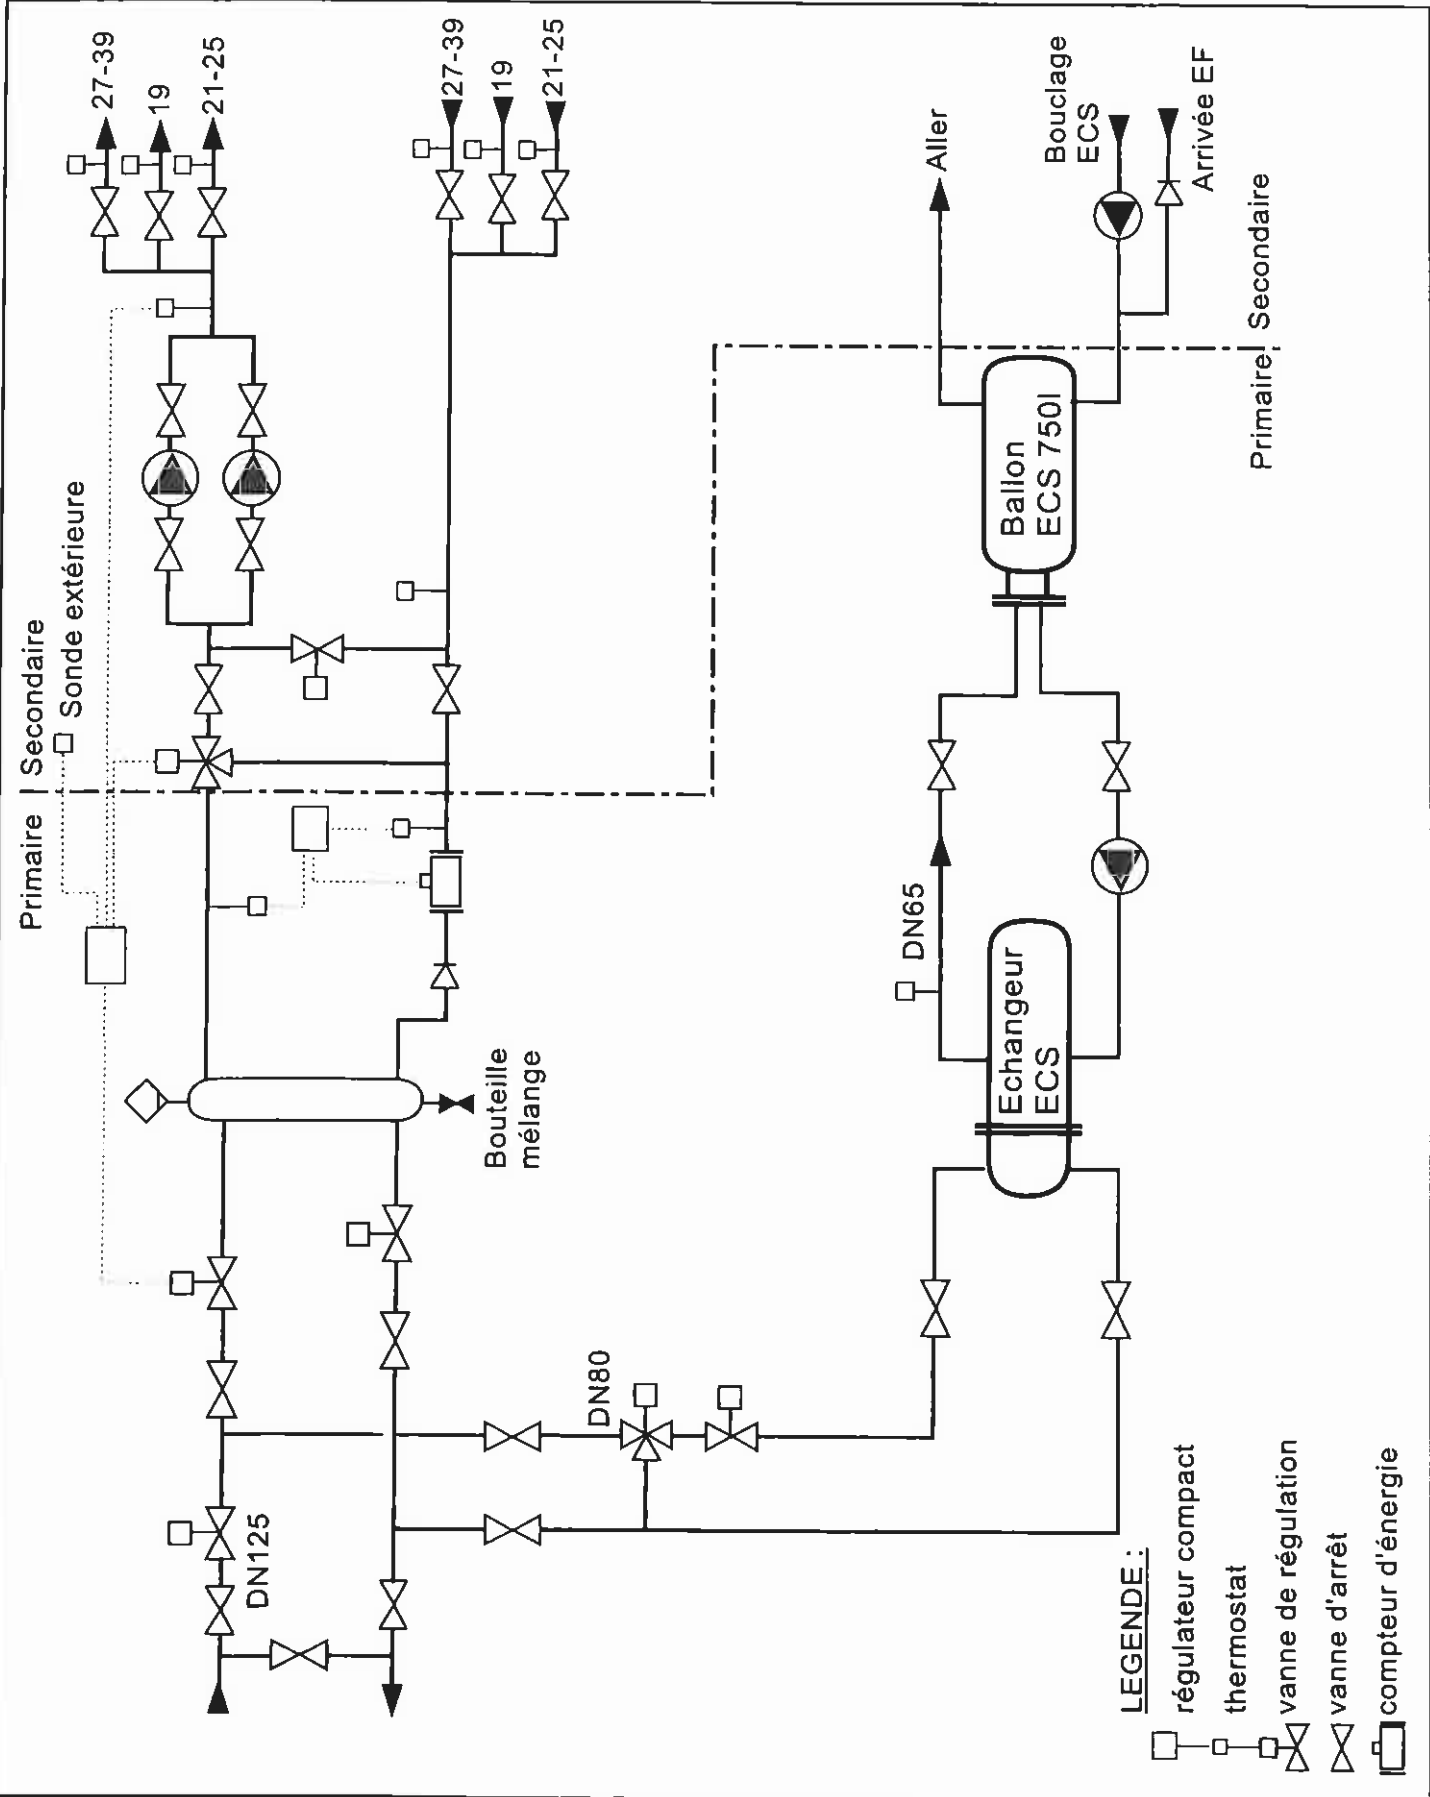 Primaire
Secondaire
Sonde extérieure
27-39
19
21-25
27-39
19
21-25
Bouteille
mélange
DN125
DN80
DN65
Echangeur
ECS
Ballon
ECS 750l
Aller
Bouclage
ECS
Arrivée EF
Primaire
Secondaire
LEGENDE :
régulateur compact
thermostat
vanne de régulation
vanne d'arrêt
compteur d'énergie